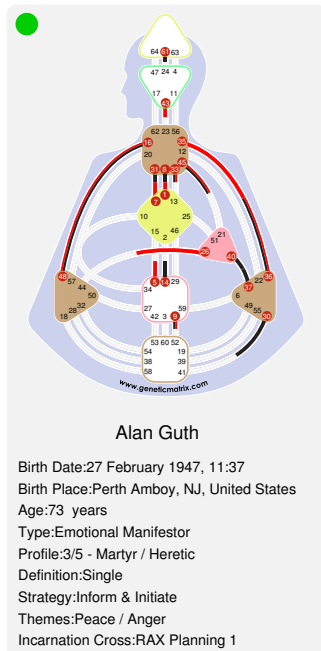 64 61 63
47 24 4
17 11
43
62 23 56
16 35
20 12
45
31 8 33
7 1 13
10 25
15 46
2
21
51
26 40
5 14 29
34
27 59
42 3 9
48
57
44
50
32
28
18
36
22
37
6
49
55
30
53 60 52
54 19
38 39
58 41
www.geneticmatrix.com
Alan Guth
Birth Date:27 February 1947, 11:37
Birth Place:Perth Amboy, NJ, United States
Age:73 years
Type:Emotional Manifestor
Profile:3/5 - Martyr / Heretic
Definition:Single
Strategy:Inform & Initiate
Themes:Peace / Anger
Incarnation Cross:RAX Planning 1